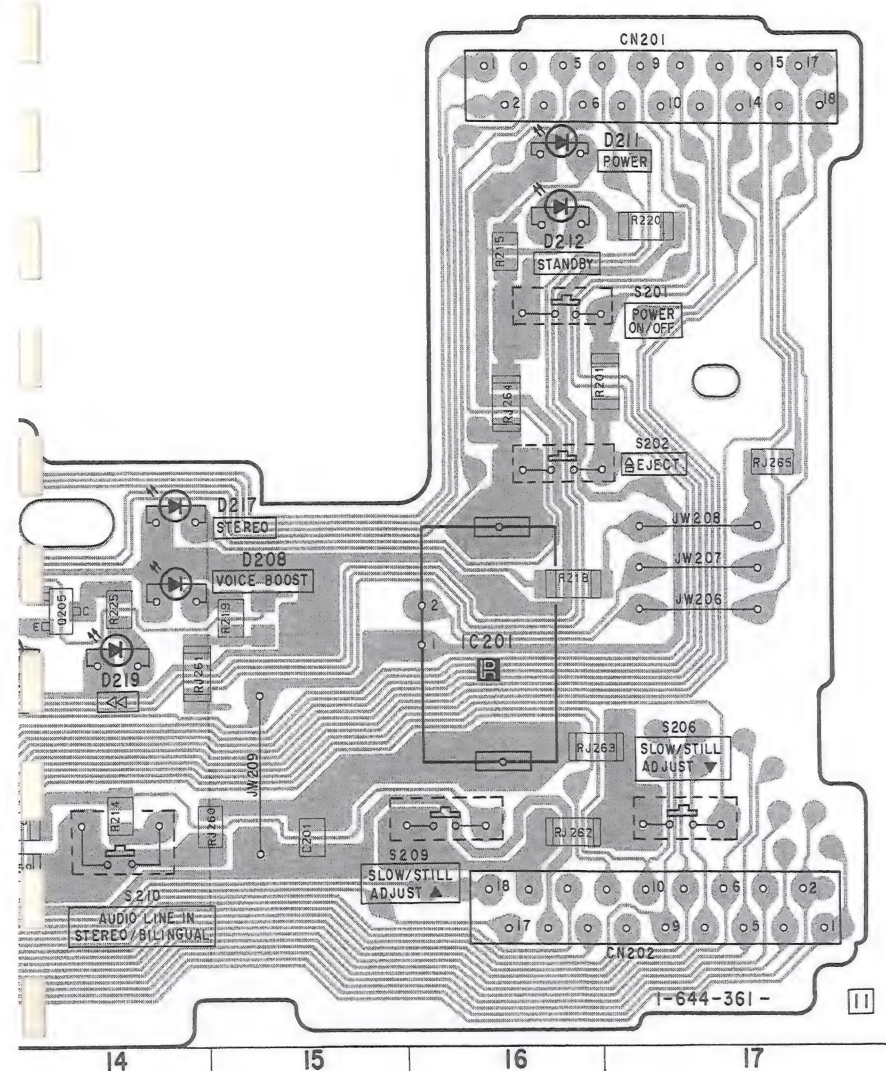 CN201
1 5 9 15 17
2 6 10 14 18
D211
POWER
R220
R215
D212
STANDBY
S201
POWER
ON/OFF
R201
RJ264
S202
EJECT
RJ265
D217
STEREO
JW208
D208
VOICE BOOST
JW207
R218
JW206
R225
E
C
2
IC201
1
R
RJ261
D219
S206
SLOW/STILL
ADJUST ▼
RJ263
JW209
R214
RJ260
C201
RJ262
S209
SLOW/STILL
ADJUST ▲
S210
AUDIO LINE IN
STEREO/BILINGUAL
18 10 6 2
17 9 5 1
CN202
1-644-361-
11
14 15 16 17